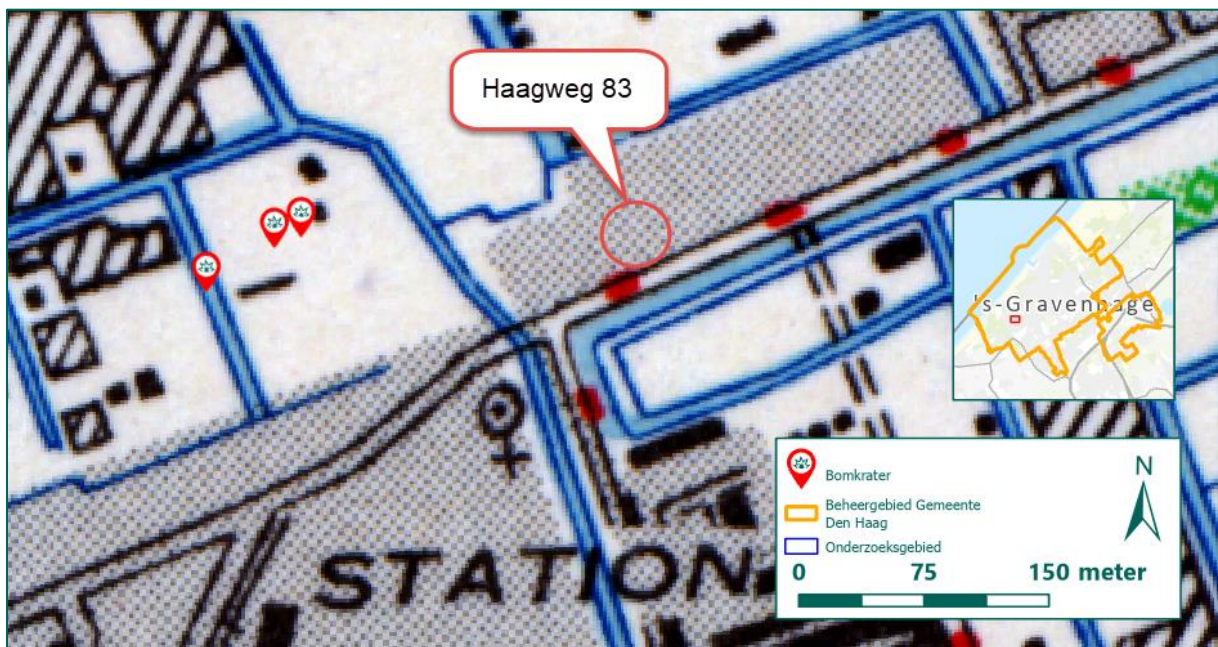 Haagweg 83
's-Gravenhage
Bomkrater
Beheergebied Gemeente
Den Haag
Onderzoeksgebied
N
0 75 150 meter
STATION